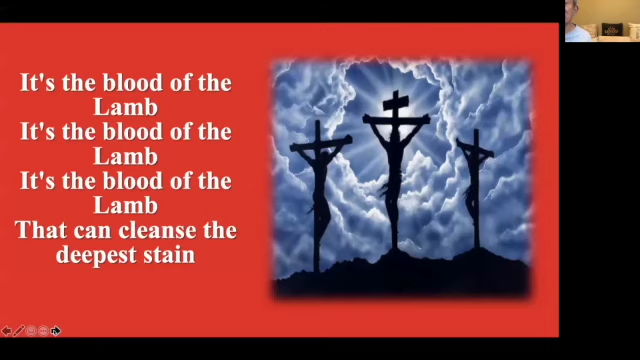 It's the blood of the
Lamb
It's the blood of the
Lamb
It's the blood of the
Lamb
That can cleanse the
deepest stain